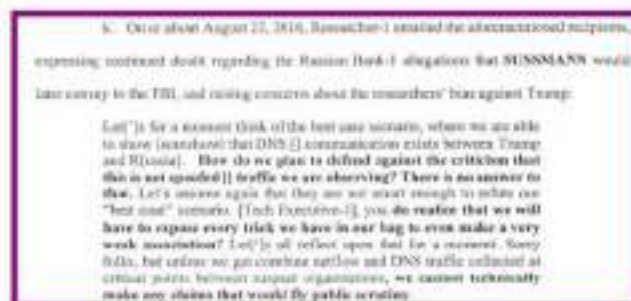 k. On or about August 22, 2016, Researcher-1 emailed the aforementioned recipients,
expressing continued doubt regarding the Russian Bank-1 allegations that SUSSMANN would
later convey to the FBI, and raising concerns about the researchers' bias against Trump:
Let[']s for a moment think of the best case scenario, where we are able
to show (somehow) that DNS [] communication exists between Trump
and R[ussia]. How do we plan to defend against the criticism that
this is not spoofed [] traffic we are observing? There is no answer to
that. Let's assume again that they are not smart enough to refute our
"best case" scenario. [Tech Executive-1], you do realize that we will
have to expose every trick we have in our bag to even make a very
weak association? Let[']s all reflect upon that for a moment. Sorry
folks, but unless we get combine netflow and DNS traffic collected at
critical points between suspect organizations, we cannot technically
make any claims that would fly public scrutiny